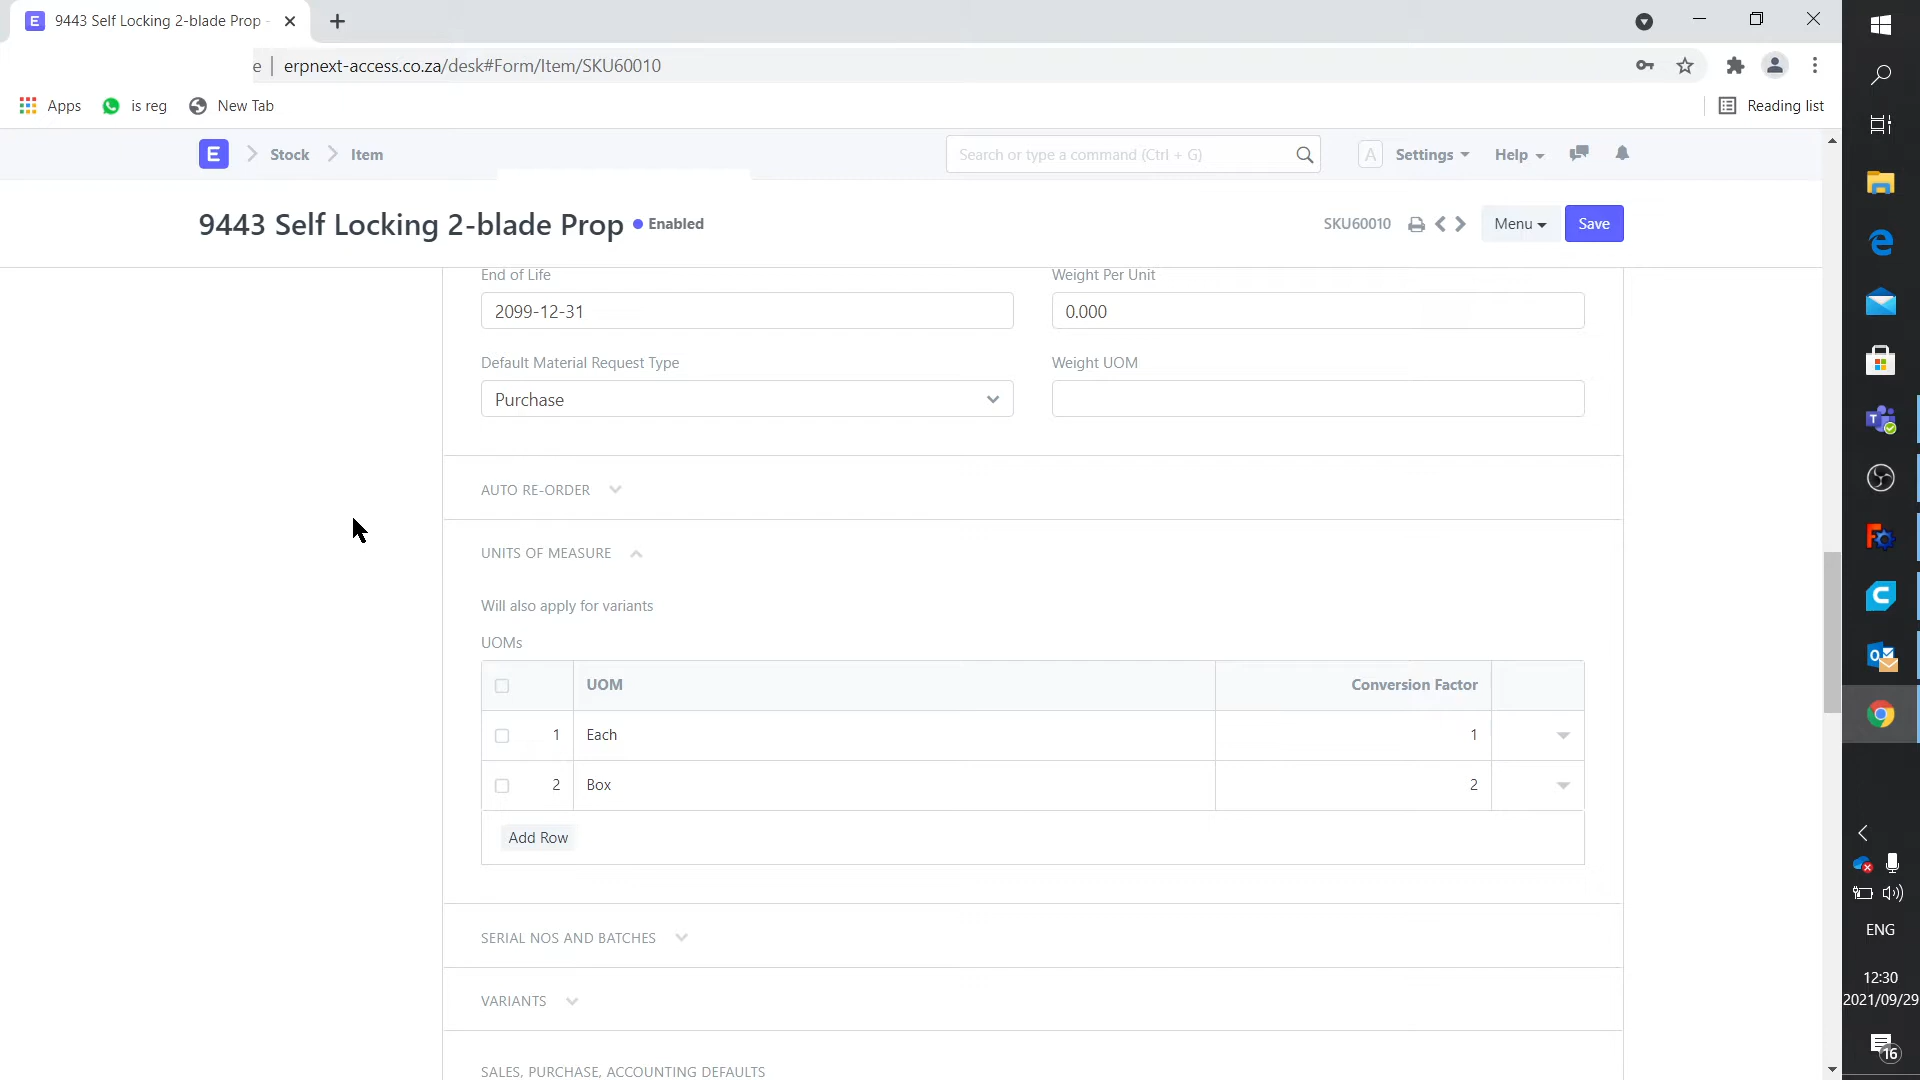 E 9443 Self Locking 2-blade Prop -
e | erpnext-access.co.za/desk#Form/Item/SKU60010
Apps is reg New Tab Reading list
E Stock Item Search or type a command (Ctrl + G) A Settings Help
9443 Self Locking 2-blade Prop Enabled SKU60010 Menu Save
End of Life Weight Per Unit
2099-12-31 0.000
Default Material Request Type Weight UOM
Purchase
AUTO RE-ORDER
UNITS OF MEASURE
Will also apply for variants
UOMs
UOM Conversion Factor
1 Each 1
2 Box 2
Add Row
SERIAL NOS AND BATCHES
VARIANTS
SALES, PURCHASE, ACCOUNTING DEFAULTS
ENG
12:30
2021/09/29
16